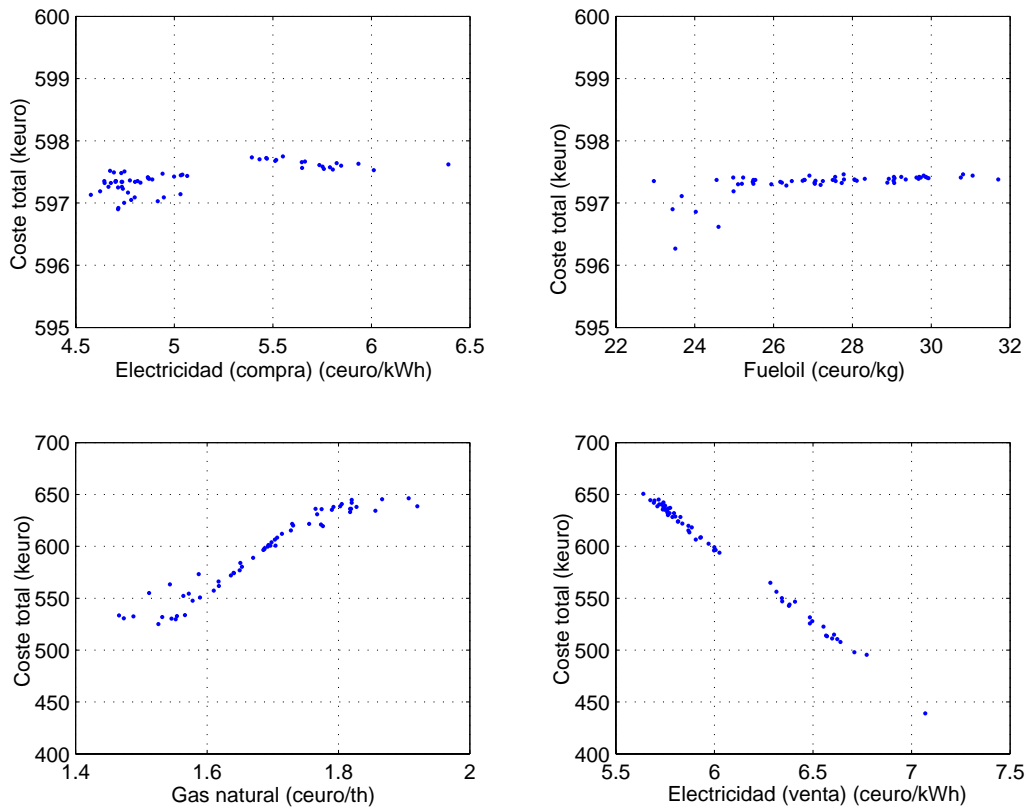 600
599
598
597
596
595
4.5 5 5.5 6 6.5
Coste total (keuro)
Electricidad (compra) (ceuro/kWh)
600
599
598
597
596
595
22 24 26 28 30 32
Coste total (keuro)
Fueloil (ceuro/kg)
700
650
600
550
500
450
400
1.4 1.6 1.8 2
Coste total (keuro)
Gas natural (ceuro/th)
700
650
600
550
500
450
400
5.5 6 6.5 7 7.5
Coste total (keuro)
Electricidad (venta) (ceuro/kWh)